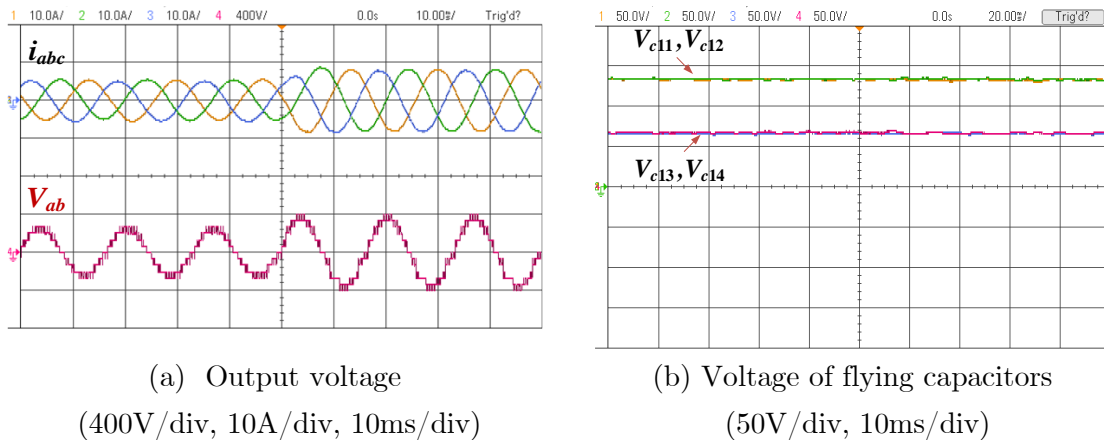 1 10.0A/ 2 10.0A/ 3 10.0A/ 4 400V/ 0.0s 10.00ms/ Trig'd?
i_abc
V_ab
(a) Output voltage
(400V/div, 10A/div, 10ms/div)
1 50.0V/ 2 50.0V/ 3 50.0V/ 4 50.0V/ 0.0s 20.00ms/ Trig'd?
V_c11, V_c12
V_c13, V_c14
(b) Voltage of flying capacitors
(50V/div, 10ms/div)